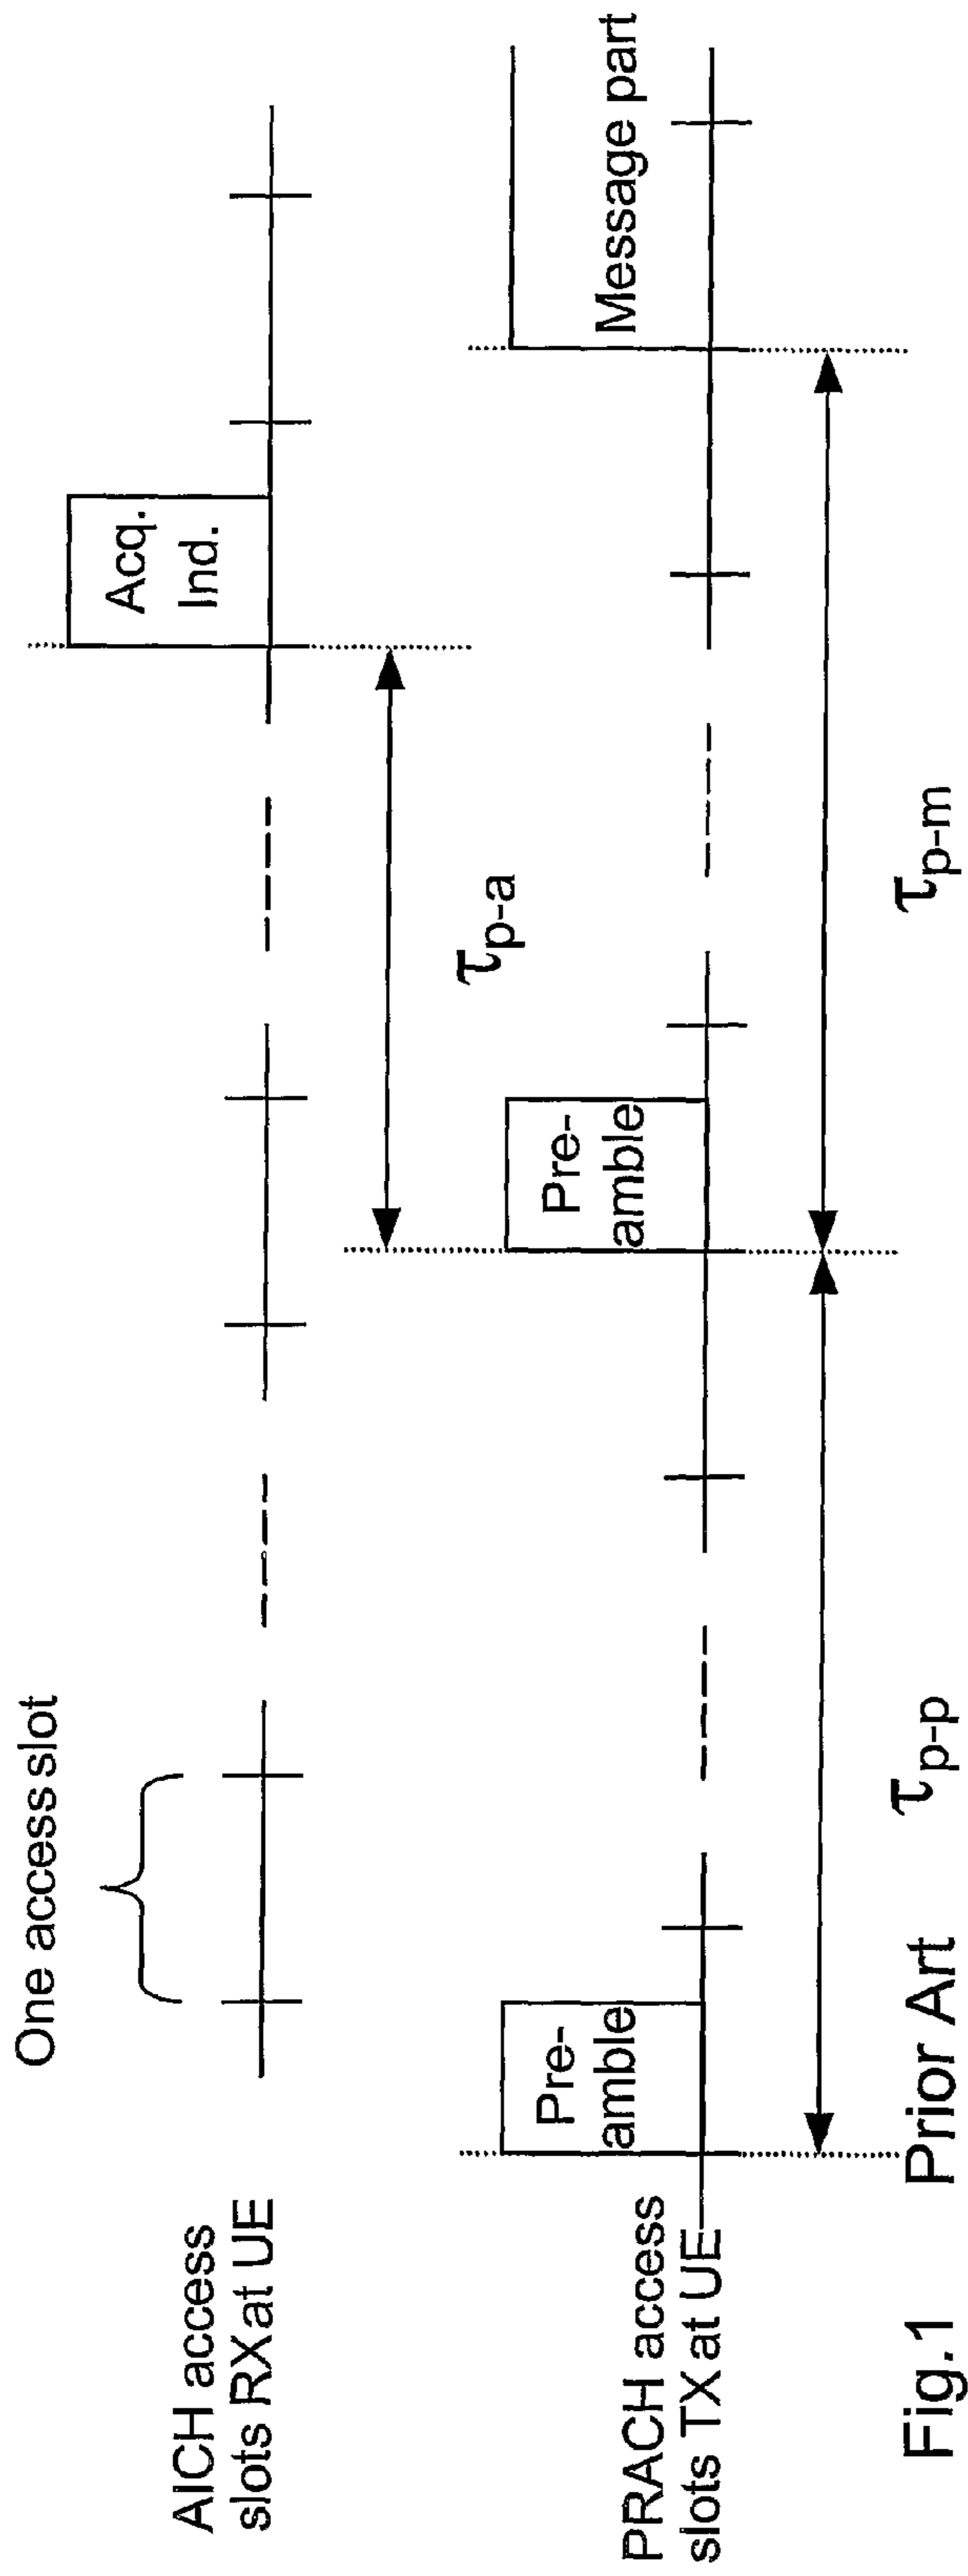 One access slot
AICH access
slots RX at UE
Acq.
Ind.
τp-a
PRACH access
slots TX at UE
Pre-
amble
Pre-
amble
Message part
τp-p
τp-m
Fig.1 Prior Art